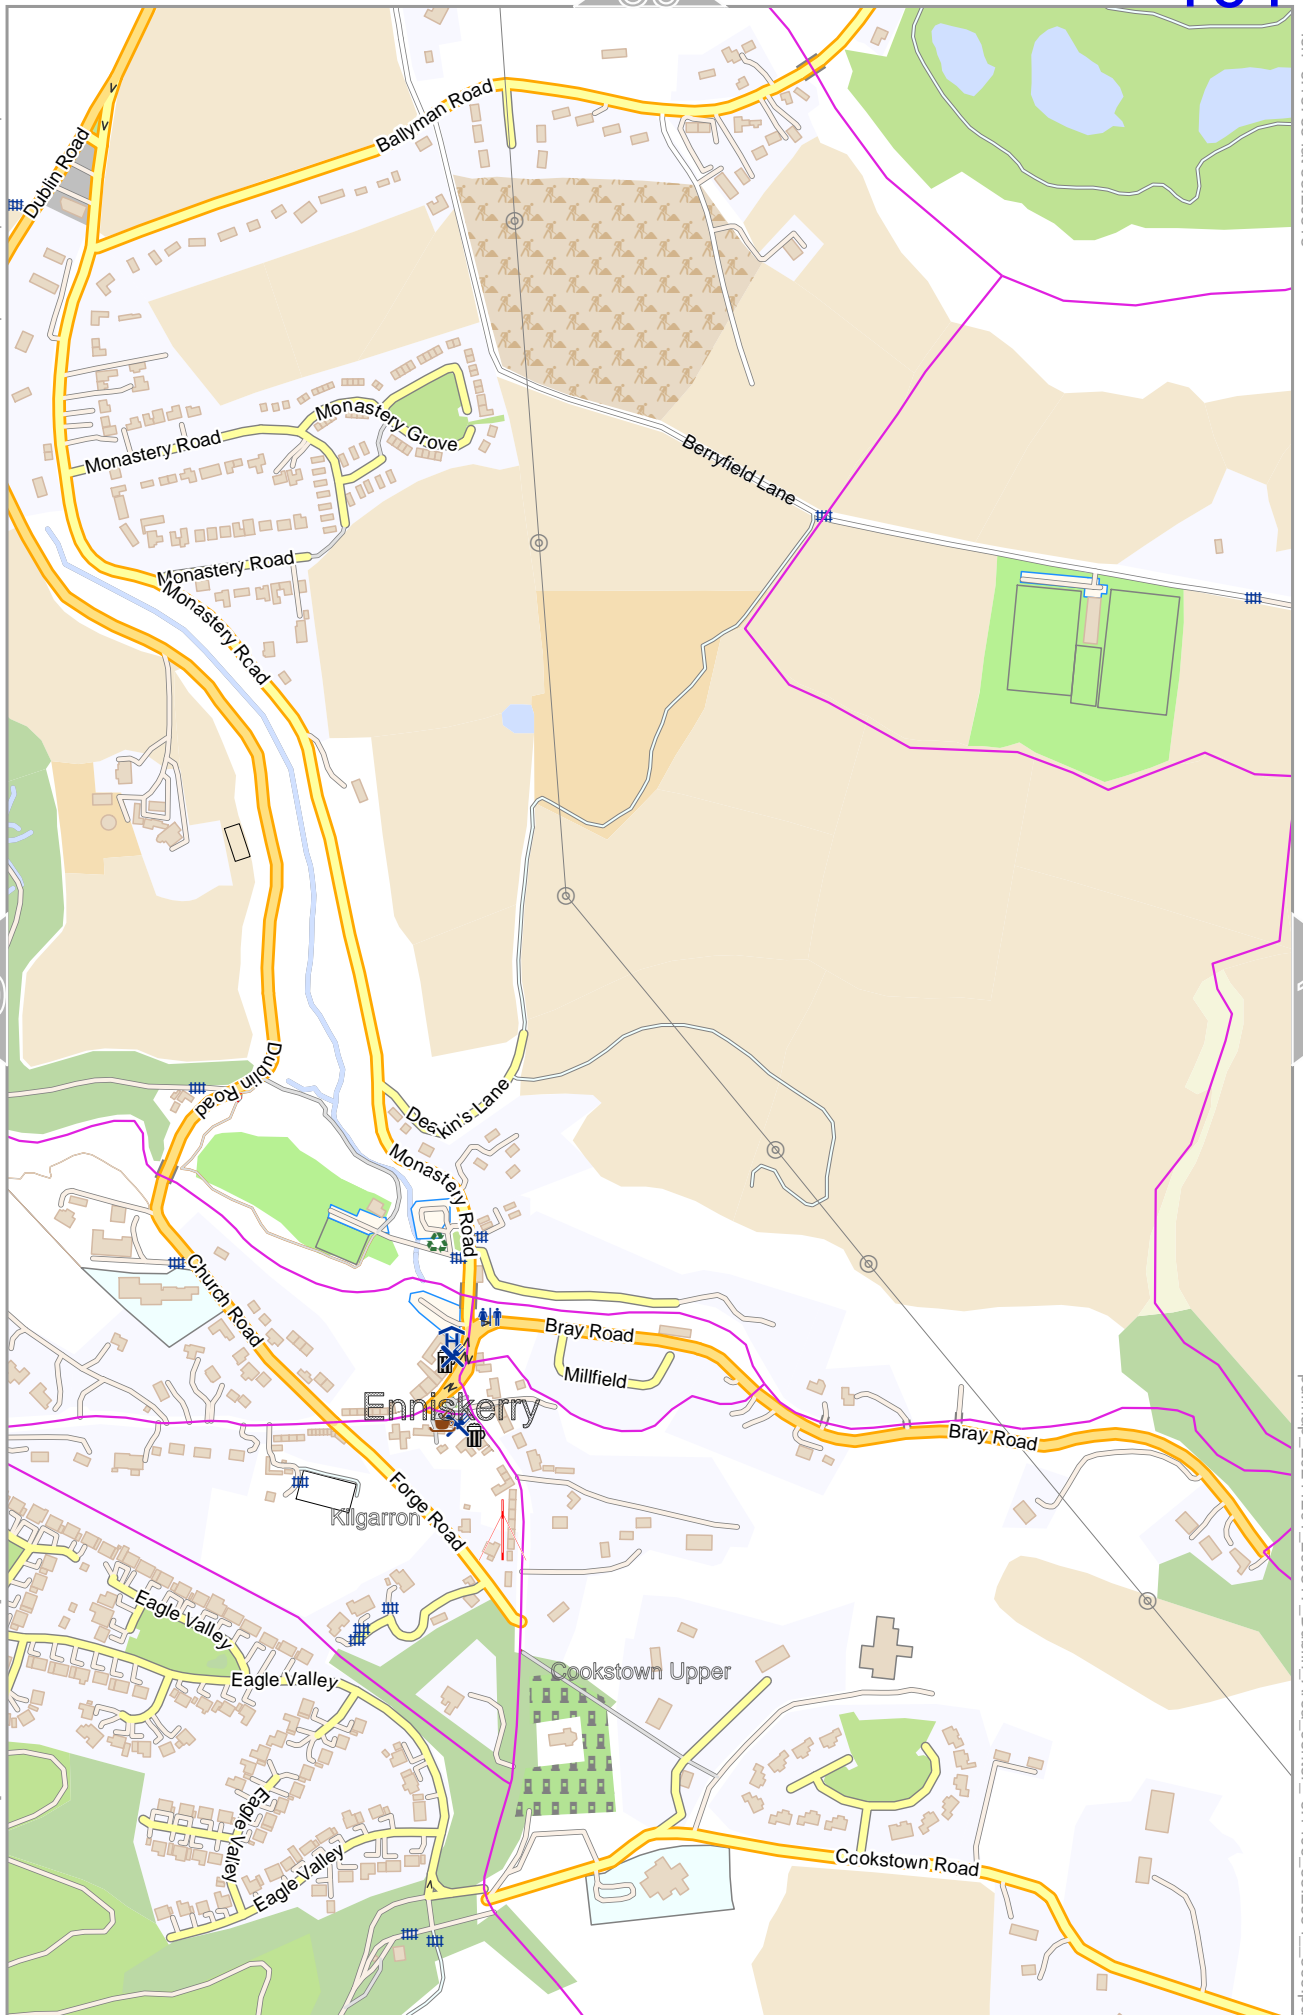 Ballyman Road
Dublin Road
Monastery Grove
Monastery Road
Berryfield Lane
Monastery Road
Monastery Road
Dublin Road
Deakin's Lane
Monastery Road
Church Road
Bray Road
Millfield
Enniskerry
Bray Road
Forge Road
Kilgarron
Eagle Valley
Cookstown Upper
Eagle Valley
Eagle Valley
Eagle Valley
Cookstown Road